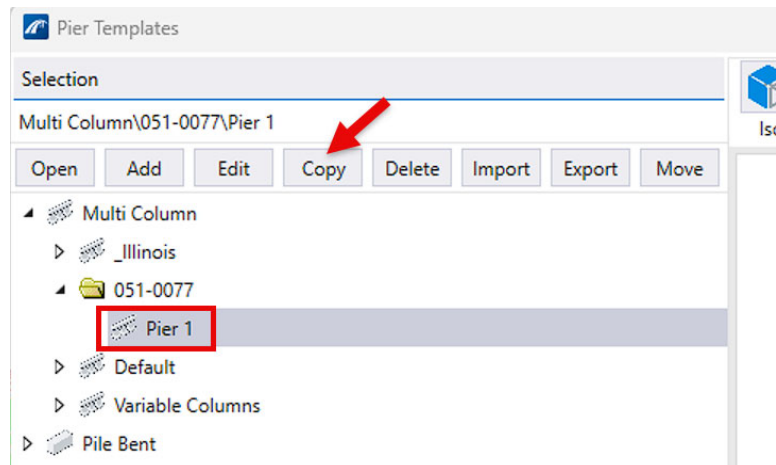 Pier Templates
Selection
Multi Column\051-0077\Pier 1
Open Add Edit Copy Delete Import Export Move
Multi Column
_Illinois
051-0077
Pier 1
Default
Variable Columns
Pile Bent